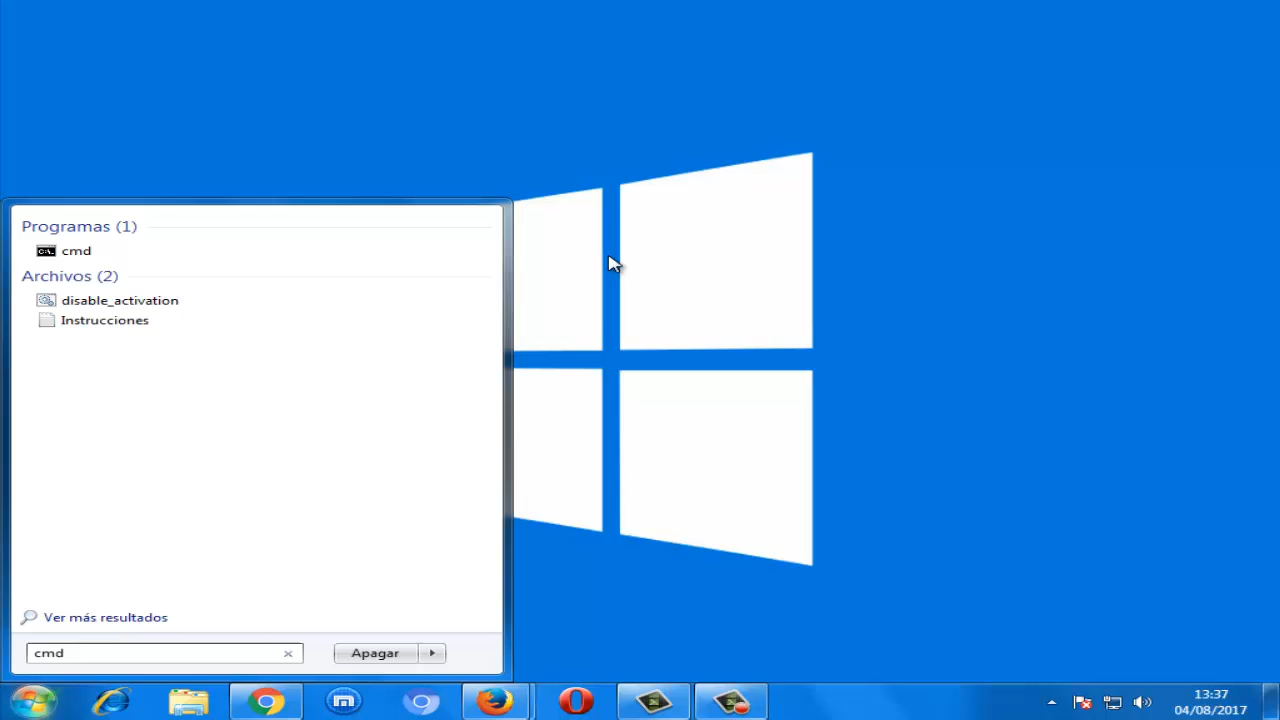 Programas (1)
cmd
Archivos (2)
disable_activation
Instrucciones
Ver más resultados
cmd
Apagar
13:37
04/08/2017